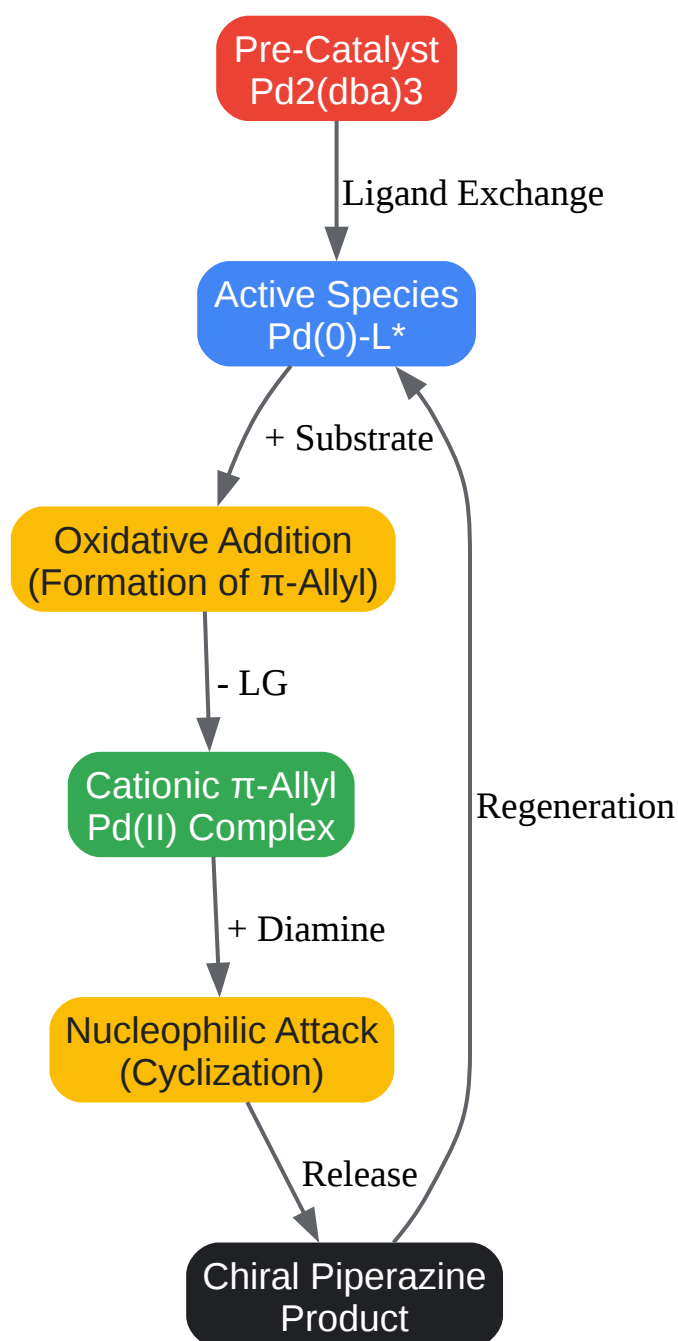 Pre-Catalyst
Pd2(dba)3
Ligand Exchange
Active Species
Pd(0)-L*
+ Substrate
Oxidative Addition
(Formation of π-Allyl)
- LG
Cationic π-Allyl
Pd(II) Complex
Regeneration
+ Diamine
Nucleophilic Attack
(Cyclization)
Release
Chiral Piperazine
Product